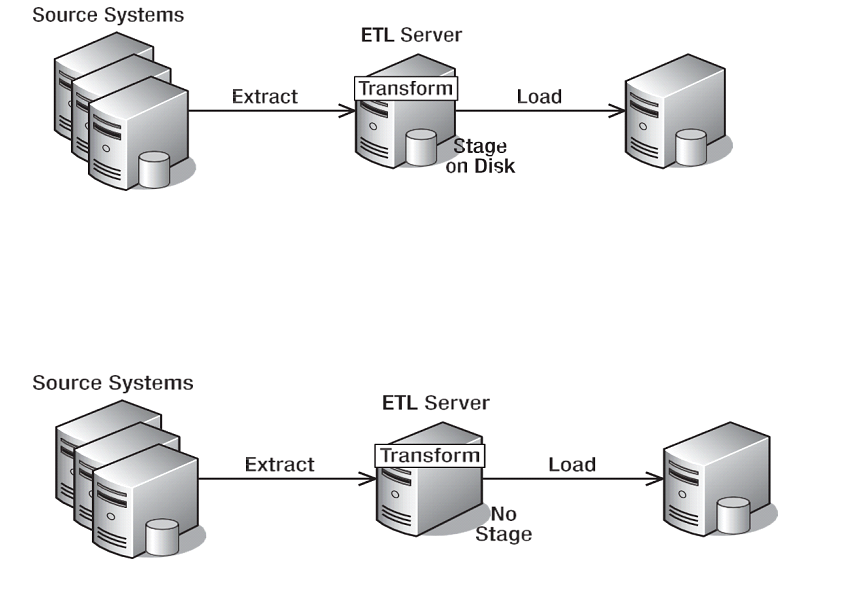 Source Systems
ETL Server
Transform
Extract
Load
Stage
on Disk
Source Systems
ETL Server
Transform
Extract
Load
No
Stage